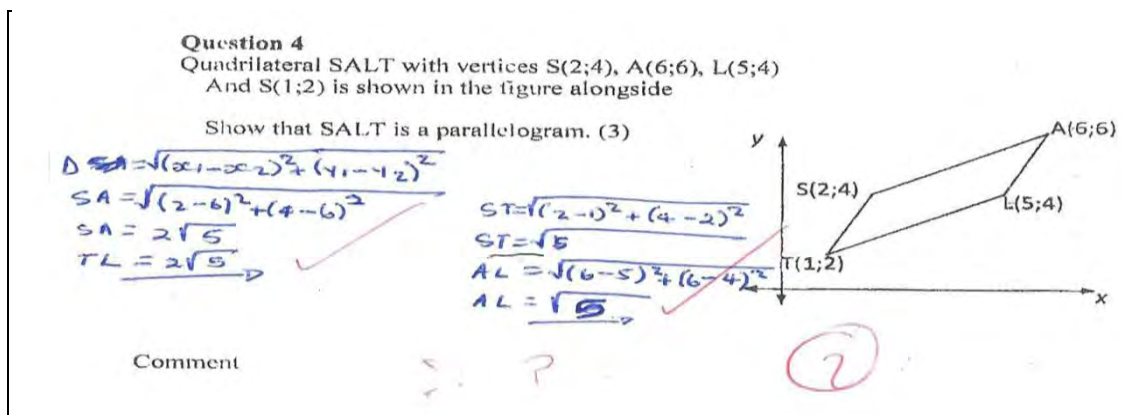 Question 4
Quadrilateral SALT with vertices S(2;4), A(6;6), L(5;4)
And S(1;2) is shown in the figure alongside
Show that SALT is a parallelogram. (3)
D SA=√(x₁-x₂)²+(y₁-y₂)²
SA=√(2-6)²+(4-6)²
SA= 2√5
TL = 2√5
ST=√(2-1)²+(4-2)²
ST=√5
AL =√(6-5)²+(6-4)²
AL =√5
y
A(6;6)
S(2;4)
L(5;4)
T(1;2)
x
Comment
∴ ?
2